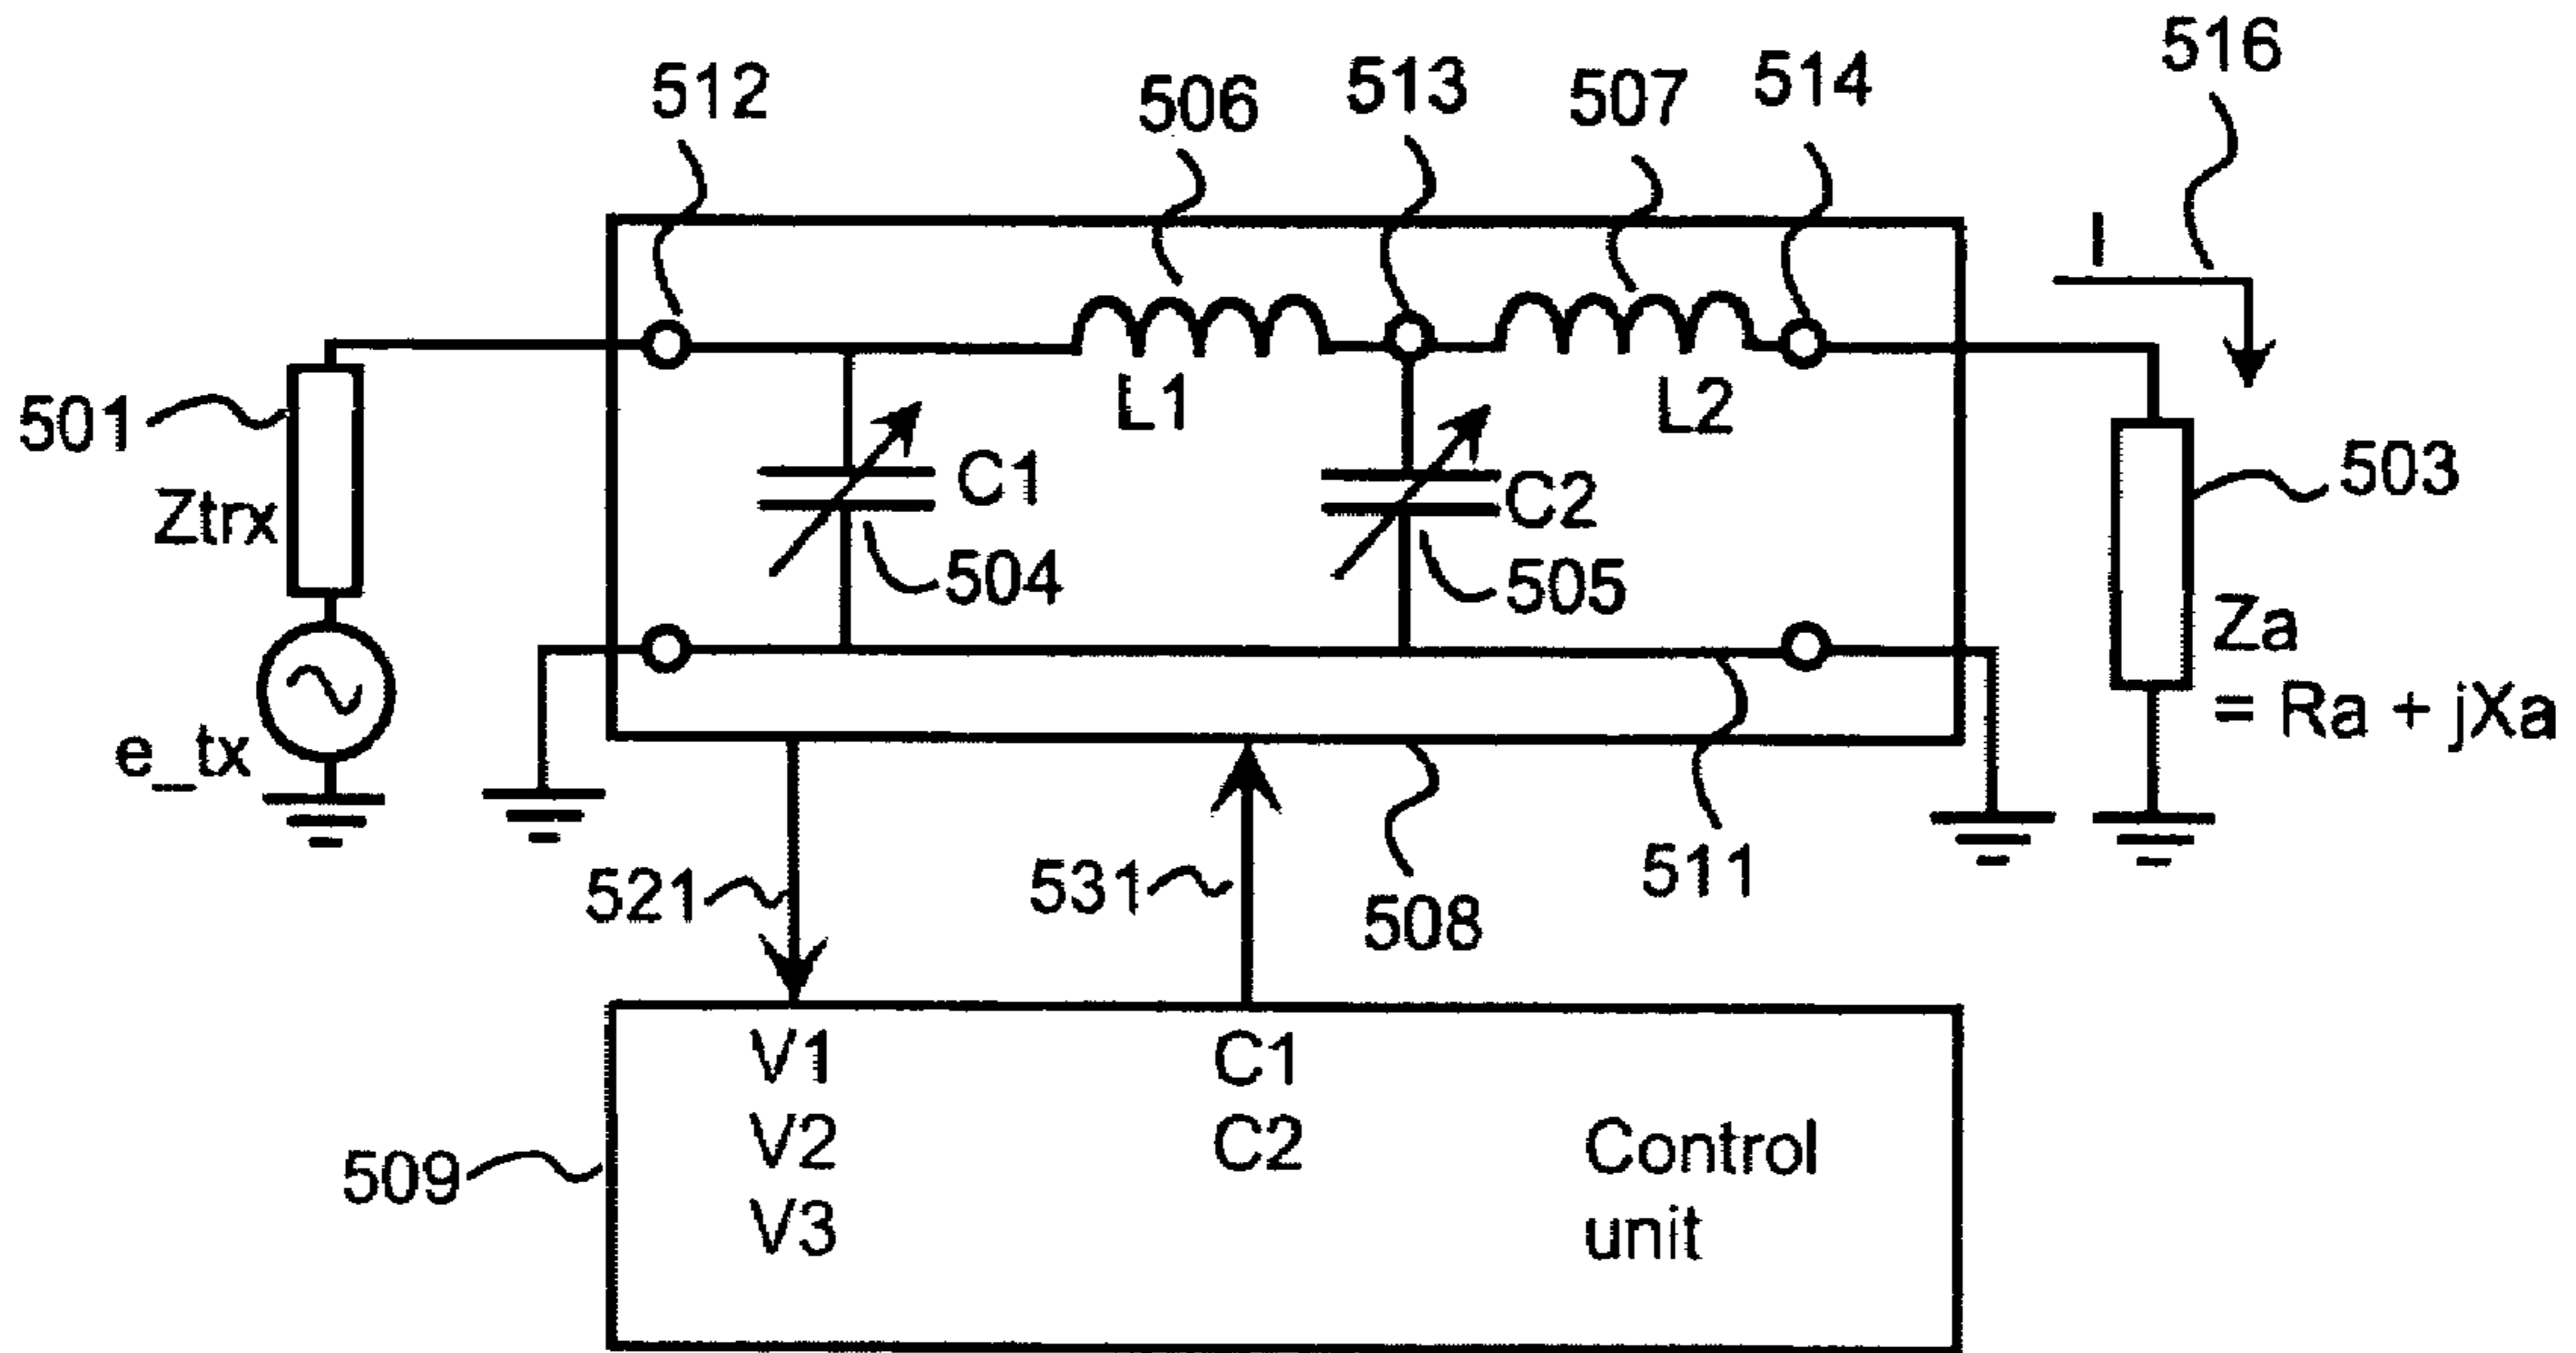 516
512
506
513
507
514
I
501
Ztrx
e_tx
L1
L2
C1
504
C2
505
503
Za
= Ra + jXa
521
531
508
511
509
V1
V2
V3
C1
C2
Control
unit